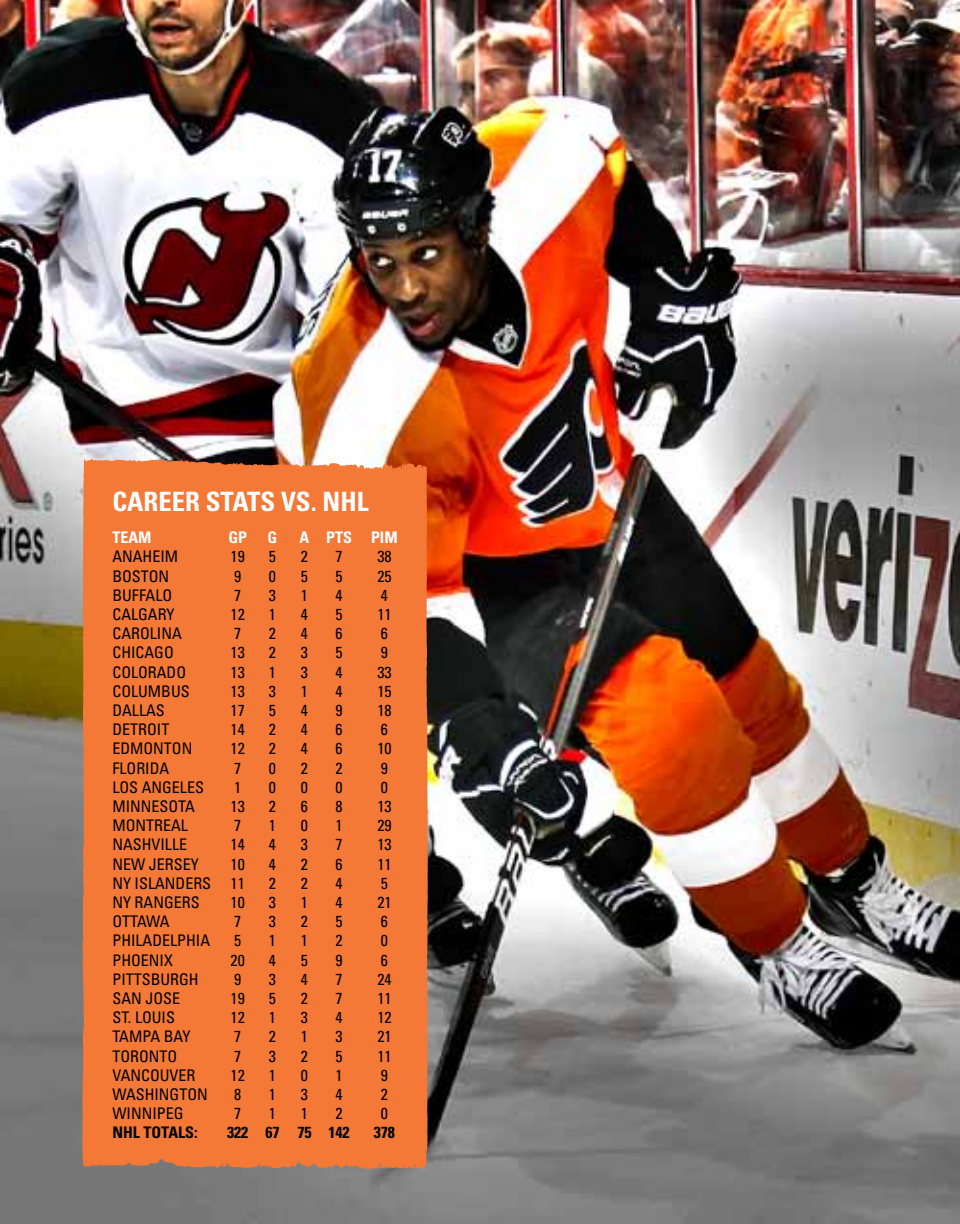 17
BAUER
BAUE
ries
veriz
CAREER STATS VS. NHL
TEAM GP G A PTS PIM
ANAHEIM 19 5 2 7 38
BOSTON 9 0 5 5 25
BUFFALO 7 3 1 4 4
CALGARY 12 1 4 5 11
CAROLINA 7 2 4 6 6
CHICAGO 13 2 3 5 9
COLORADO 13 1 3 4 33
COLUMBUS 13 3 1 4 15
DALLAS 17 5 4 9 18
DETROIT 14 2 4 6 6
EDMONTON 12 2 4 6 10
FLORIDA 7 0 2 2 9
LOS ANGELES 1 0 0 0 0
MINNESOTA 13 2 6 8 13
MONTREAL 7 1 0 1 29
NASHVILLE 14 4 3 7 13
NEW JERSEY 10 4 2 6 11
NY ISLANDERS 11 2 2 4 5
NY RANGERS 10 3 1 4 21
OTTAWA 7 3 2 5 6
PHILADELPHIA 5 1 1 2 0
PHOENIX 20 4 5 9 6
PITTSBURGH 9 3 4 7 24
SAN JOSE 19 5 2 7 11
ST. LOUIS 12 1 3 4 12
TAMPA BAY 7 2 1 3 21
TORONTO 7 3 2 5 11
VANCOUVER 12 1 0 1 9
WASHINGTON 8 1 3 4 2
WINNIPEG 7 1 1 2 0
NHL TOTALS: 322 67 75 142 378